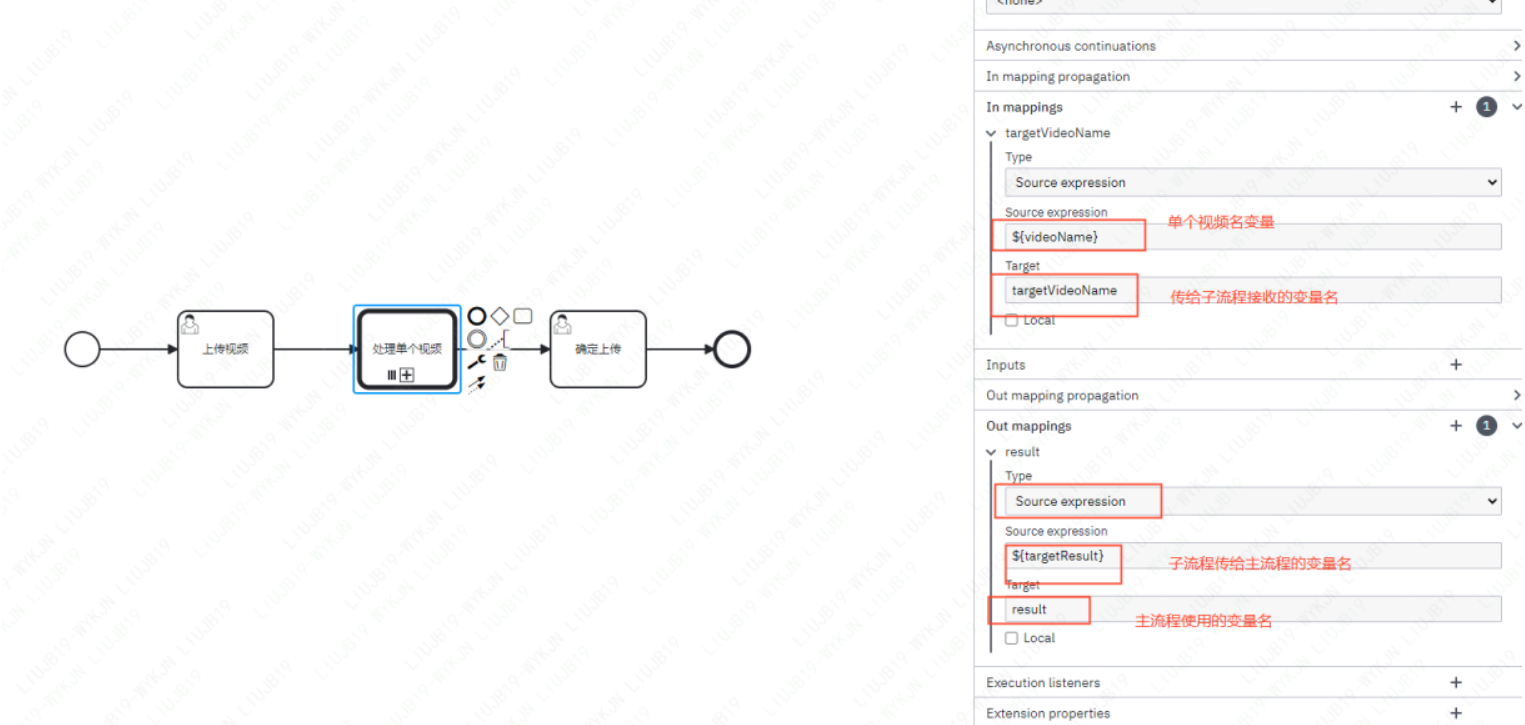 <none>
Asynchronous continuations
In mapping propagation
In mappings
1
targetVideoName
Type
Source expression
Source expression
单个视频名变量
${videoName}
Target
targetVideoName
传给子流程接收的变量名
Local
上传视频
处理单个视频
确定上传
Inputs
Out mapping propagation
Out mappings
1
result
Type
Source expression
Source expression
${targetResult}
子流程传给主流程的变量名
Target
result
主流程使用的变量名
Local
Execution listeners
Extension properties